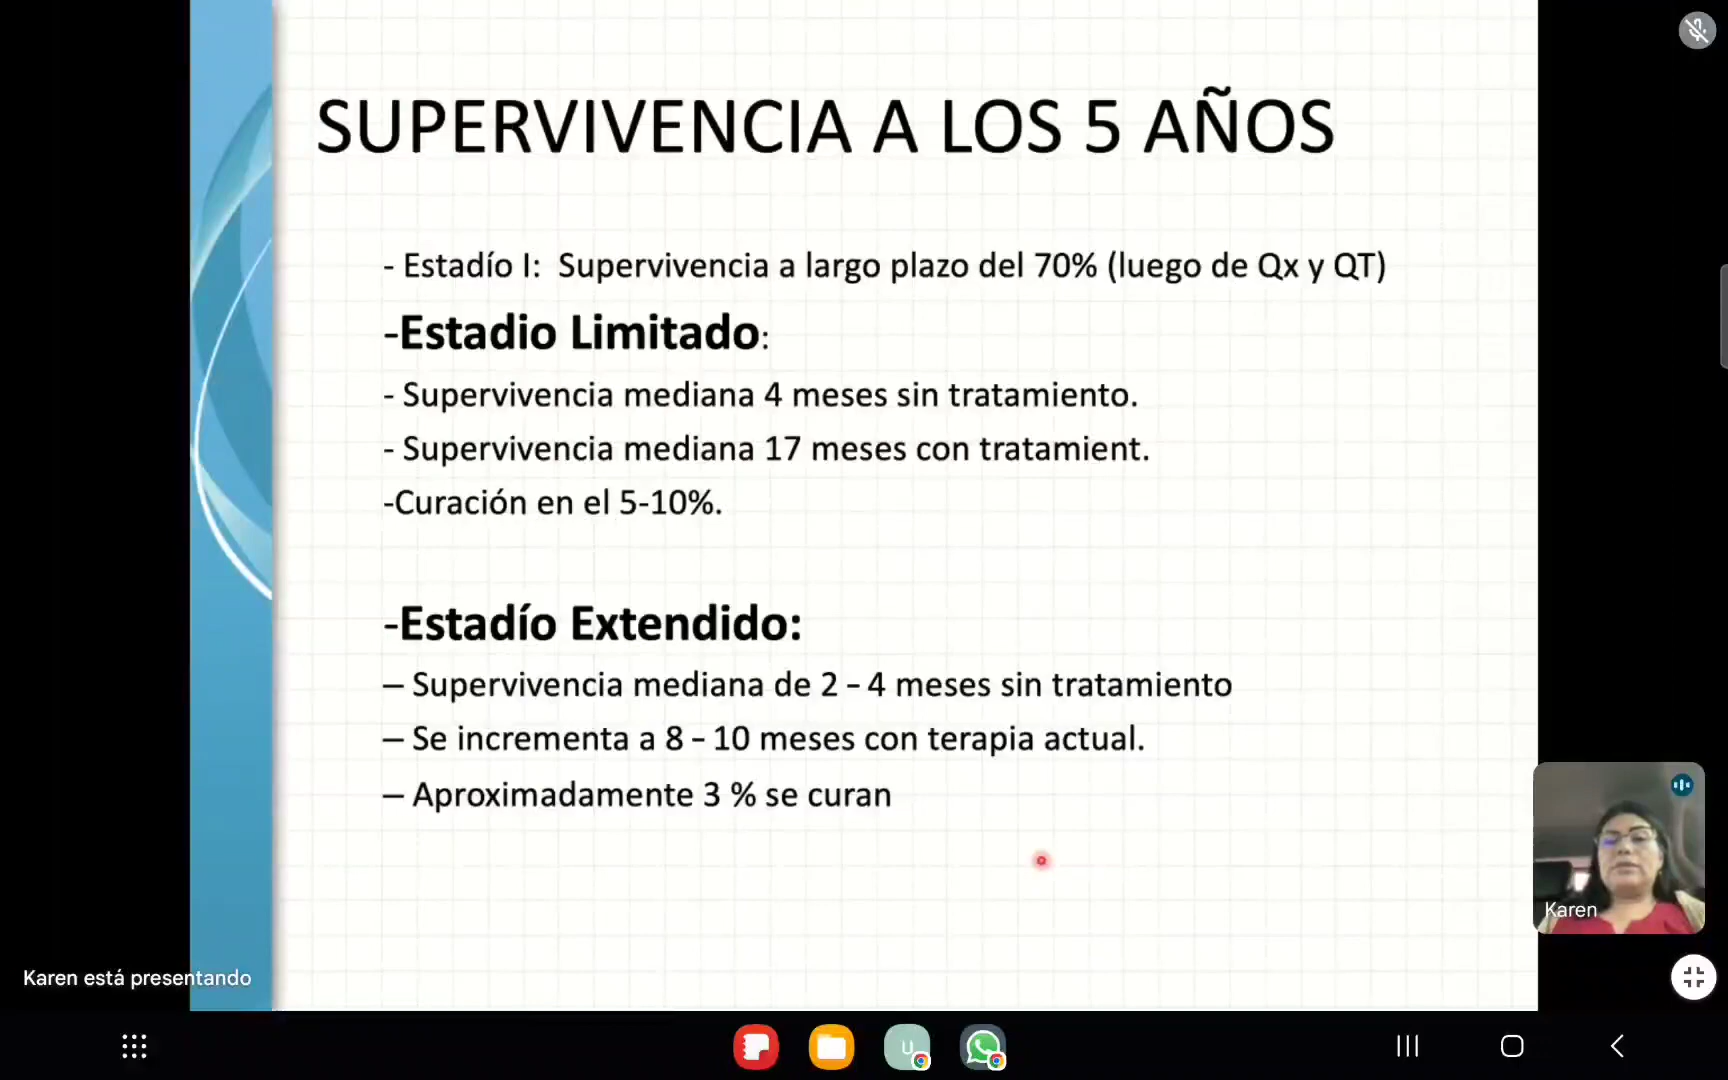 SUPERVIVENCIA A LOS 5 AÑOS
- Estadío I:  Supervivencia a largo plazo del 70% (luego de Qx y QT)
-Estadio Limitado:
- Supervivencia mediana 4 meses sin tratamiento.
- Supervivencia mediana 17 meses con tratamient.
-Curación en el 5-10%.
-Estadío Extendido:
– Supervivencia mediana de 2 – 4 meses sin tratamiento
– Se incrementa a 8 – 10 meses con terapia actual.
– Aproximadamente 3 % se curan
Karen
Karen está presentando
U